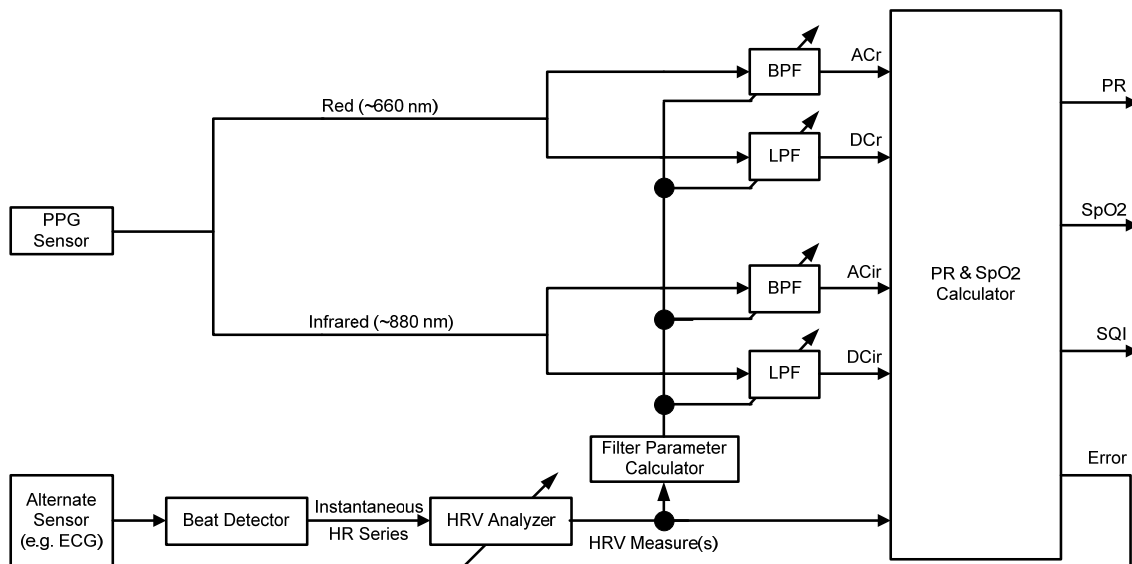 BPF
ACr
PR
Red (~660 nm)
LPF
DCr
PPG
Sensor
SpO2
BPF
ACir
PR & SpO2
Calculator
Infrared (~880 nm)
SQI
LPF
DCir
Filter Parameter
Calculator
Error
Alternate
Sensor
(e.g. ECG)
Beat Detector
Instantaneous
HR Series
HRV Analyzer
HRV Measure(s)